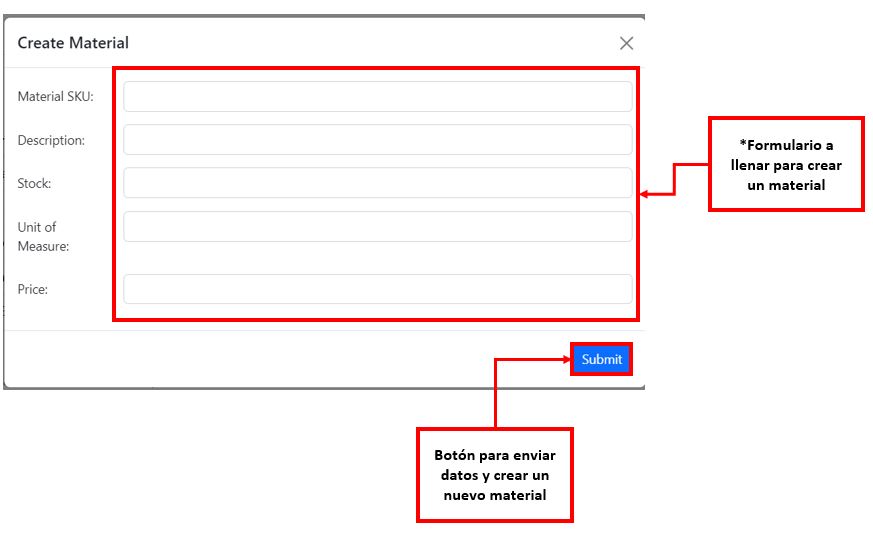 Create Material
Material SKU:
Description:
Stock:
Unit of
Measure:
Price:
*Formulario a
llenar para crear
un material
Submit
Botón para enviar
datos y crear un
nuevo material